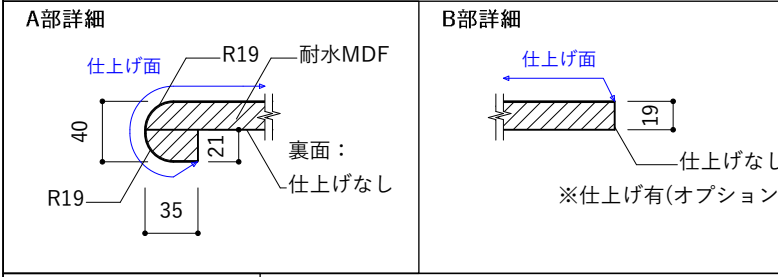 A部詳細
仕上げ面
R19
耐水MDF
40
21
裏面：
仕上げなし
R19
35
B部詳細
仕上げ面
19
仕上げなし
※仕上げ有(オプション